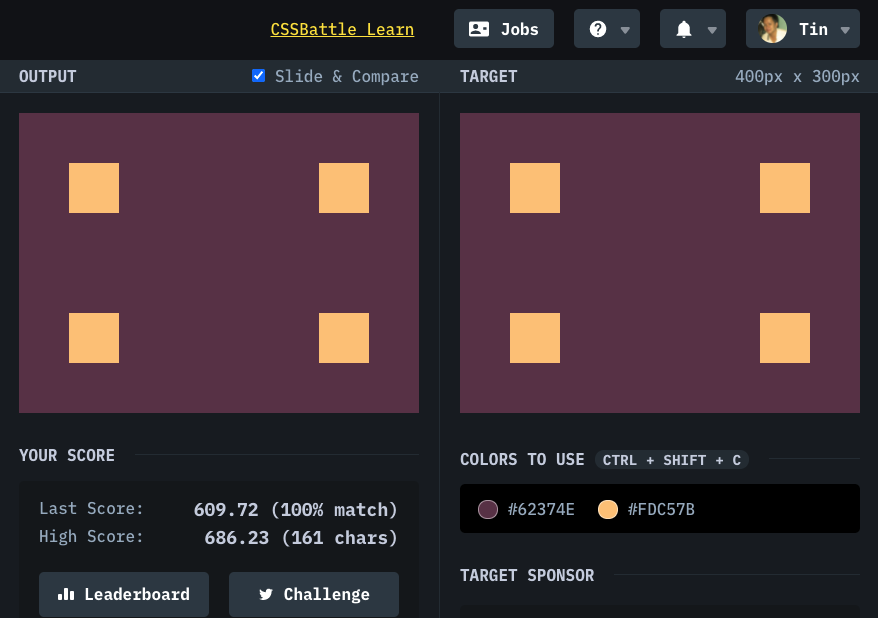 CSSBattle Learn
Jobs
Tin
OUTPUT
Slide & Compare
TARGET
400px x 300px
YOUR SCORE
Last Score: 609.72 (100% match)
High Score: 686.23 (161 chars)
Leaderboard
Challenge
COLORS TO USE CTRL + SHIFT + C
#62374E #FDC57B
TARGET SPONSOR